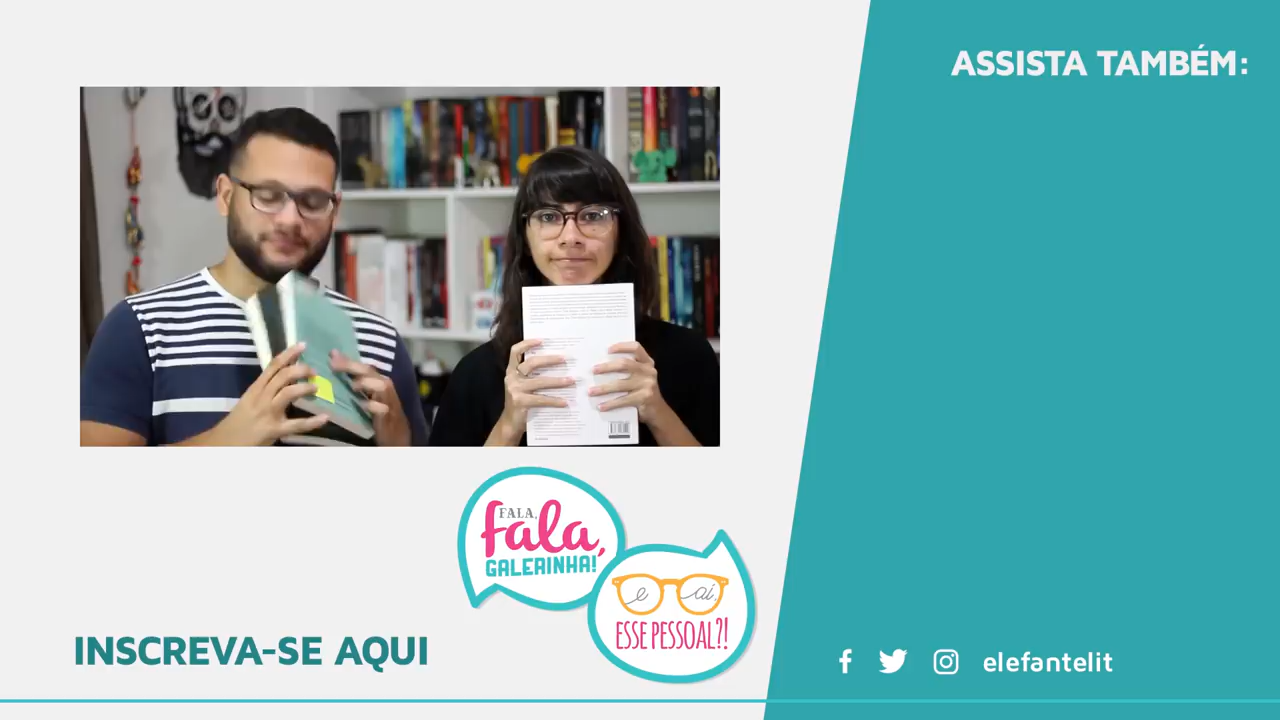 ASSISTA TAMBÉM:
FALA,
fala,
GALERINHA!
e aí,
ESSE PESSOAL?!
INSCREVA-SE AQUI
elefantelit